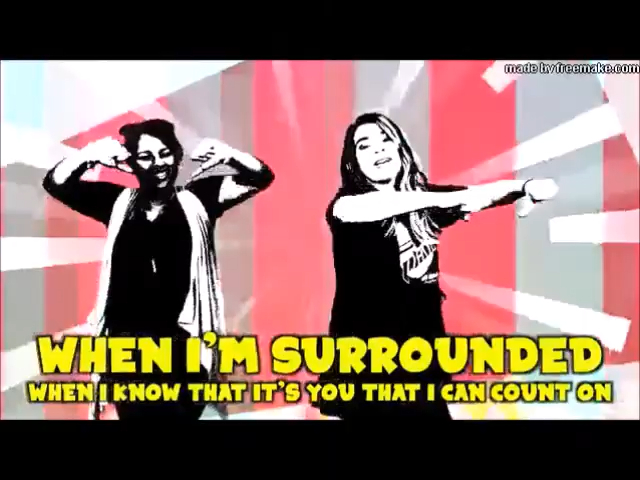 made by freemake.com
WHEN I'M SURROUNDED
WHEN I KNOW THAT IT'S YOU THAT I CAN COUNT ON